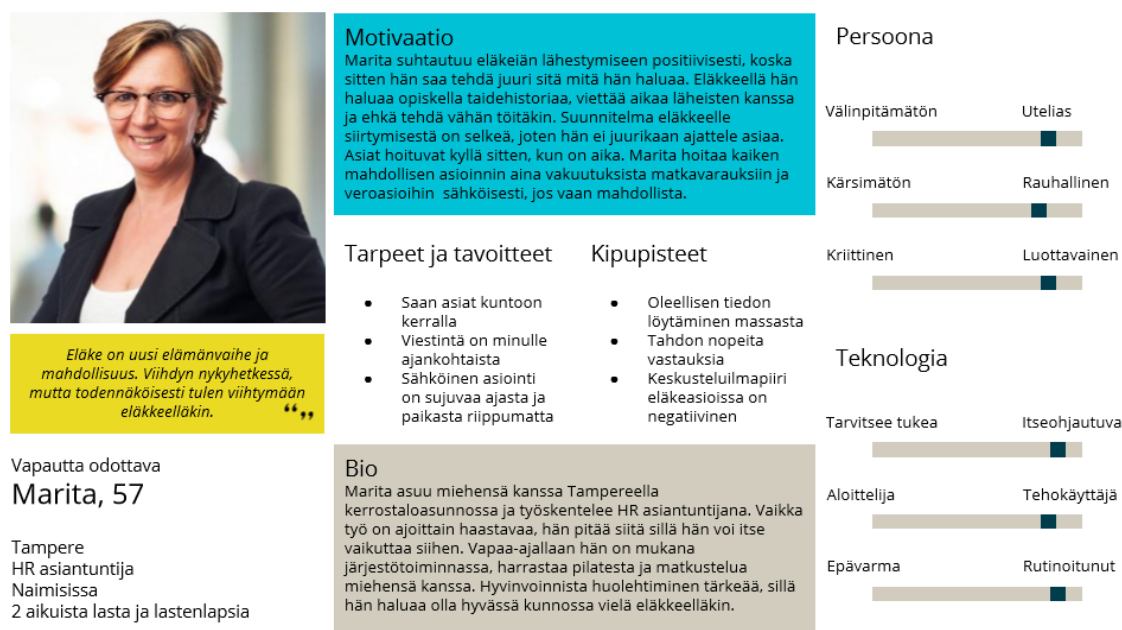 Motivaatio
Marita suhtautuu eläkeiän lähestymiseen positiivisesti, koska
sitten hän saa tehdä juuri sitä mitä hän haluaa. Eläkkeellä hän
haluaa opiskella taidehistoriaa, viettää aikaa läheisten kanssa
ja ehkä tehdä vähän töitäkin. Suunnitelma eläkkeelle
siirtymisestä on selkeä, joten hän ei juurikaan ajattele asiaa.
Asiat hoituvat kyllä sitten, kun on aika. Marita hoitaa kaiken
mahdollisen asioinnin aina vakuutuksista matkavarauksiin ja
veroasioihin  sähköisesti, jos vaan mahdollista.
Eläke on uusi elämänvaihe ja
mahdollisuus. Viihdyn nykyhetkessä,
mutta todennäköisesti tulen viihtymään
eläkkeelläkin.
“„
Vapautta odottava
Marita, 57
Tampere
HR asiantuntija
Naimisissa
2 aikuista lasta ja lastenlapsia
Tarpeet ja tavoitteet
● Saan asiat kuntoon
kerralla
● Viestintä on minulle
ajankohtaista
● Sähköinen asiointi
on sujuvaa ajasta ja
paikasta riippumatta
Kipupisteet
● Oleellisen tiedon
löytäminen massasta
● Tahdon nopeita
vastauksia
● Keskusteluilmapiiri
eläkeasioissa on
negatiivinen
Bio
Marita asuu miehensä kanssa Tampereella
kerrostaloasunnossa ja työskentelee HR asiantuntijana. Vaikka
työ on ajoittain haastavaa, hän pitää siitä sillä hän voi itse
vaikuttaa siihen. Vapaa-ajallaan hän on mukana
järjestötoiminnassa, harrastaa pilatesta ja matkustelua
miehensä kanssa. Hyvinvoinnista huolehtiminen tärkeää, sillä
hän haluaa olla hyvässä kunnossa vielä eläkkeelläkin.
Persoona
Välinpitämätön Utelias
Kärsimätön Rauhallinen
Kriittinen Luottavainen
Teknologia
Tarvitsee tukea Itseohjautuva
Aloittelija Tehokäyttäjä
Epävarma Rutinoitunut